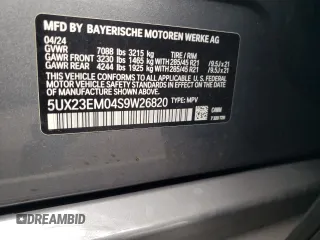 MFD BY BAYERISCHE MOTOREN WERKE AG
04/24
GVWR 7088 lbs 3215 kg TIRE / RIM
GAWR FRONT 3230 lbs 1465 kg WITH 285/45 R21 /9.5J x 21
GAWR REAR 4244 lbs 1925 kg WITH 285/45 R21 /9.5J x 21
THIS VEHICLE CONFORMS TO ALL APPLICABLE U.S. FEDERAL
MOTOR VEHICLE SAFETY STANDARDS IN EFFECT ON THE DATE
OF MANUFACTURE SHOWN ABOVE.
5UX23EM04S9W26820 TYPE: MPV
DREAMBID